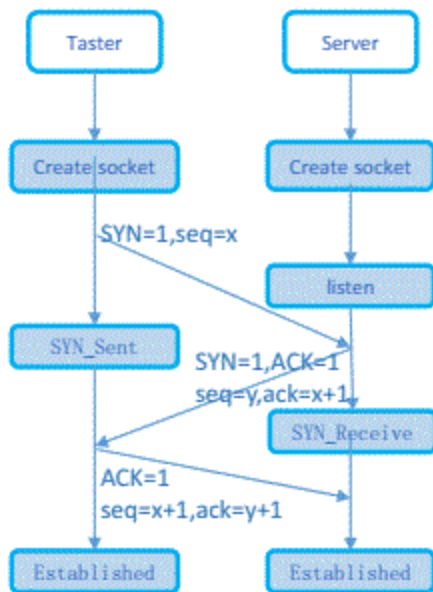 Taster
Server
Create socket
Create socket
SYN=1,seq=x
listen
SYN_Sent
SYN=1,ACK=1
seq=y,ack=x+1
SYN_Receive
ACK=1
seq=x+1,ack=y+1
Established
Established